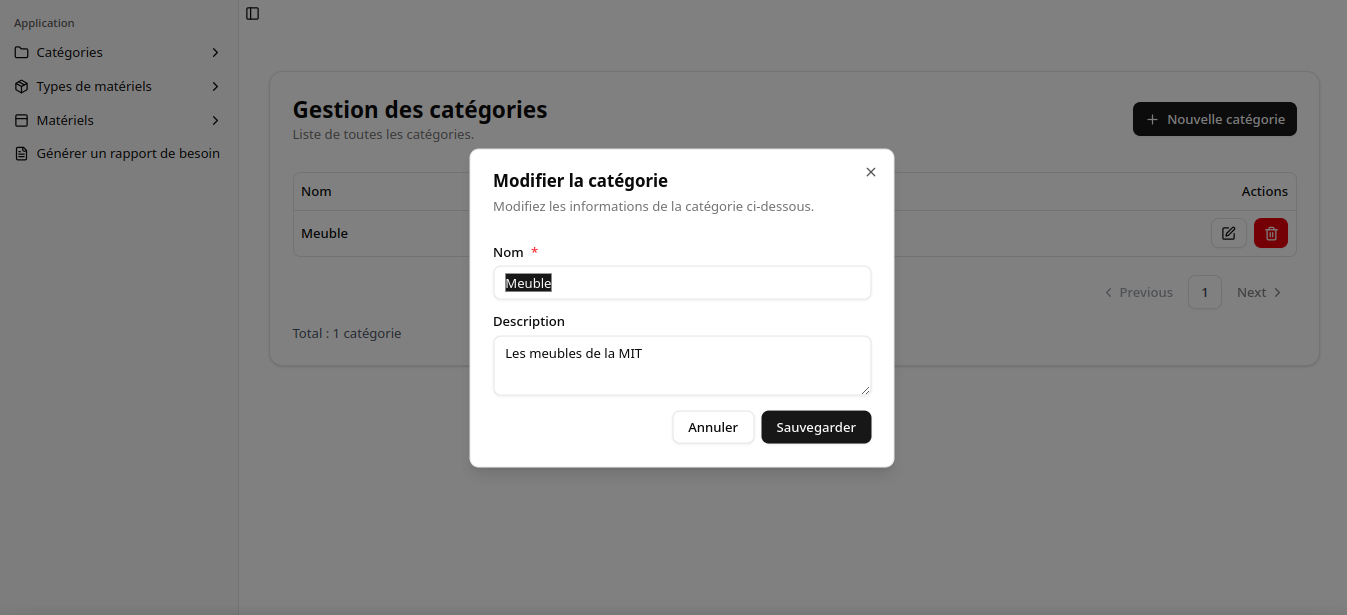 Application
Catégories
Types de matériels
Matériels
Générer un rapport de besoin
Gestion des catégories
Liste de toutes les catégories.
Nouvelle catégorie
Nom
Actions
Meuble
Previous 1 Next
Total : 1 catégorie
Modifier la catégorie
Modifiez les informations de la catégorie ci-dessous.
Nom *
Meuble
Description
Les meubles de la MIT
Annuler Sauvegarder